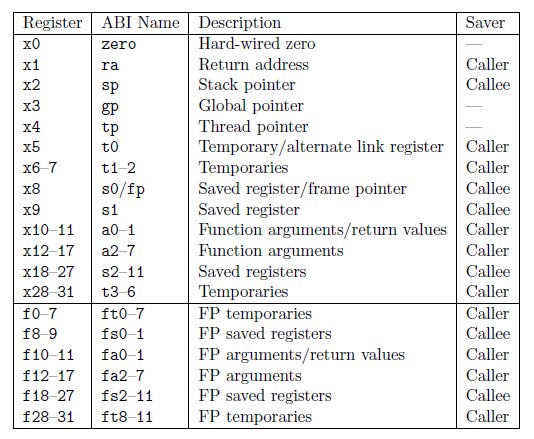 Register ABI Name Description Saver
x0 zero Hard-wired zero —
x1 ra Return address Caller
x2 sp Stack pointer Callee
x3 gp Global pointer —
x4 tp Thread pointer —
x5 t0 Temporary/alternate link register Caller
x6–7 t1–2 Temporaries Caller
x8 s0/fp Saved register/frame pointer Callee
x9 s1 Saved register Callee
x10–11 a0–1 Function arguments/return values Caller
x12–17 a2–7 Function arguments Caller
x18–27 s2–11 Saved registers Callee
x28–31 t3–6 Temporaries Caller
f0–7 ft0–7 FP temporaries Caller
f8–9 fs0–1 FP saved registers Callee
f10–11 fa0–1 FP arguments/return values Caller
f12–17 fa2–7 FP arguments Caller
f18–27 fs2–11 FP saved registers Callee
f28–31 ft8–11 FP temporaries Caller